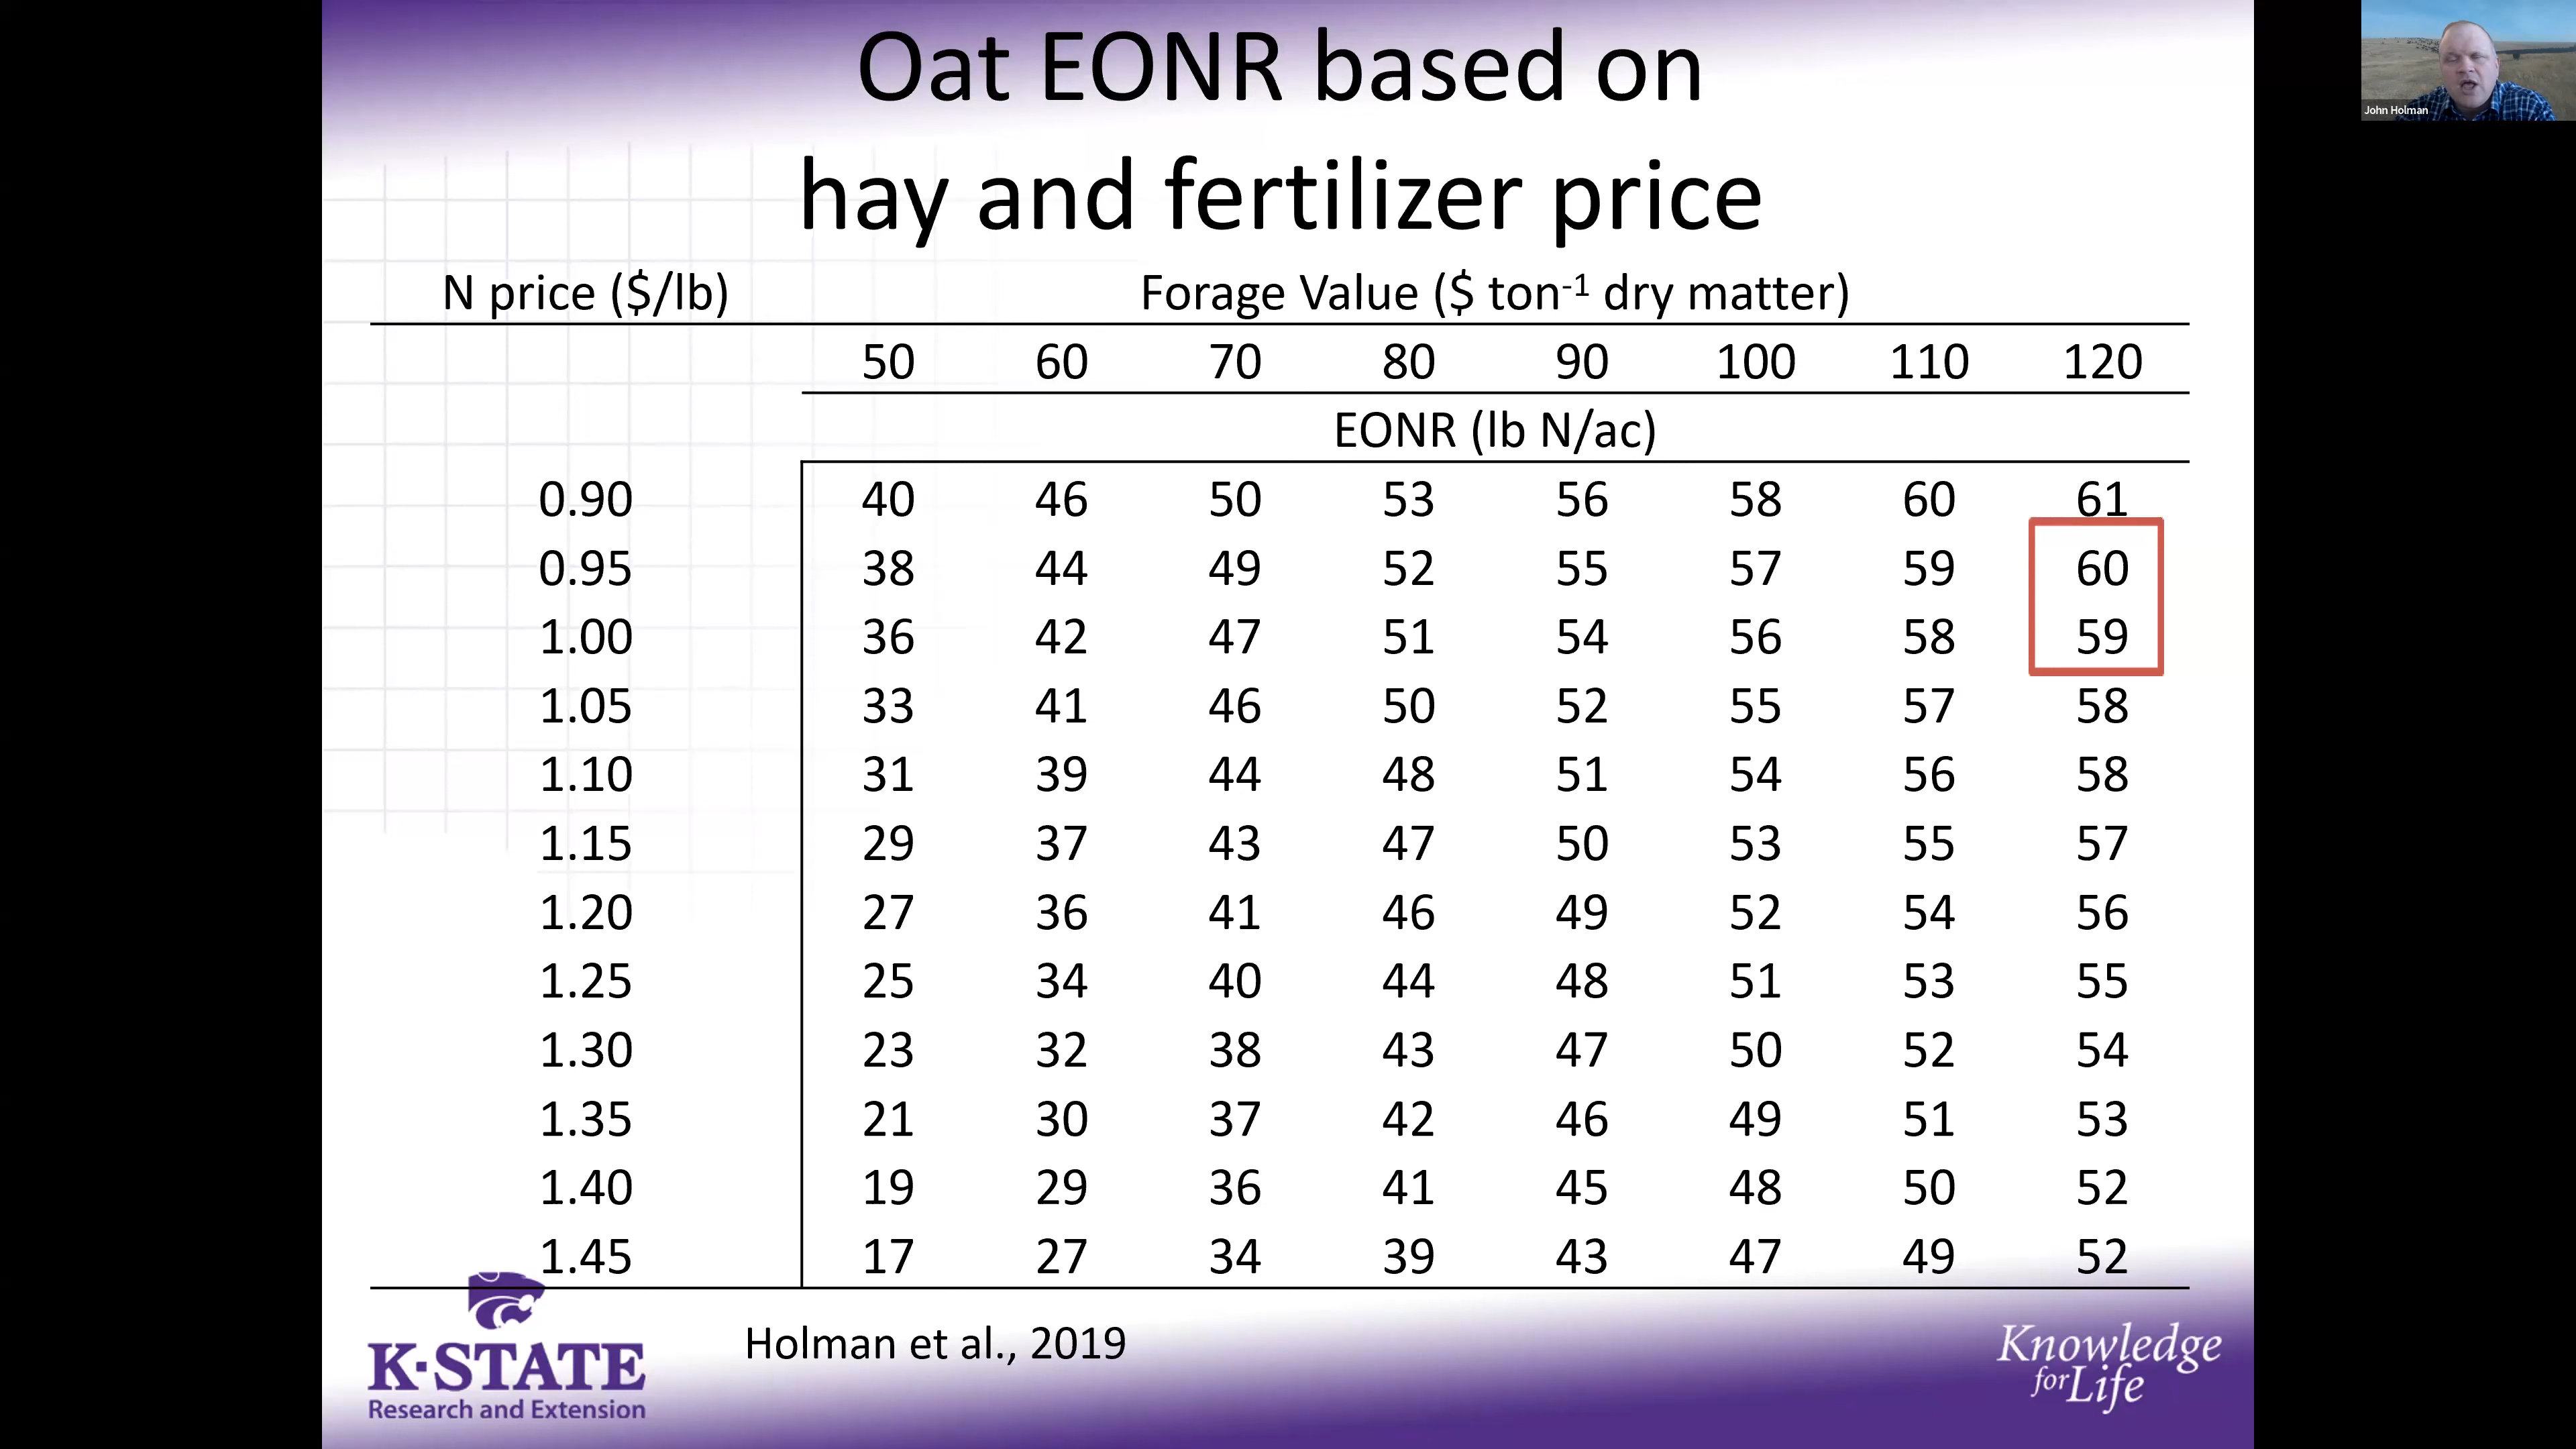 Oat EONR based on
hay and fertilizer price
John Holman
N price ($/lb) Forage Value ($ ton⁻¹ dry matter)
50 60 70 80 90 100 110 120
EONR (lb N/ac)
0.90 40 46 50 53 56 58 60 61
0.95 38 44 49 52 55 57 59 60
1.00 36 42 47 51 54 56 58 59
1.05 33 41 46 50 52 55 57 58
1.10 31 39 44 48 51 54 56 58
1.15 29 37 43 47 50 53 55 57
1.20 27 36 41 46 49 52 54 56
1.25 25 34 40 44 48 51 53 55
1.30 23 32 38 43 47 50 52 54
1.35 21 30 37 42 46 49 51 53
1.40 19 29 36 41 45 48 50 52
1.45 17 27 34 39 43 47 49 52
Holman et al., 2019
K·STATE
Research and Extension
Knowledge
for Life